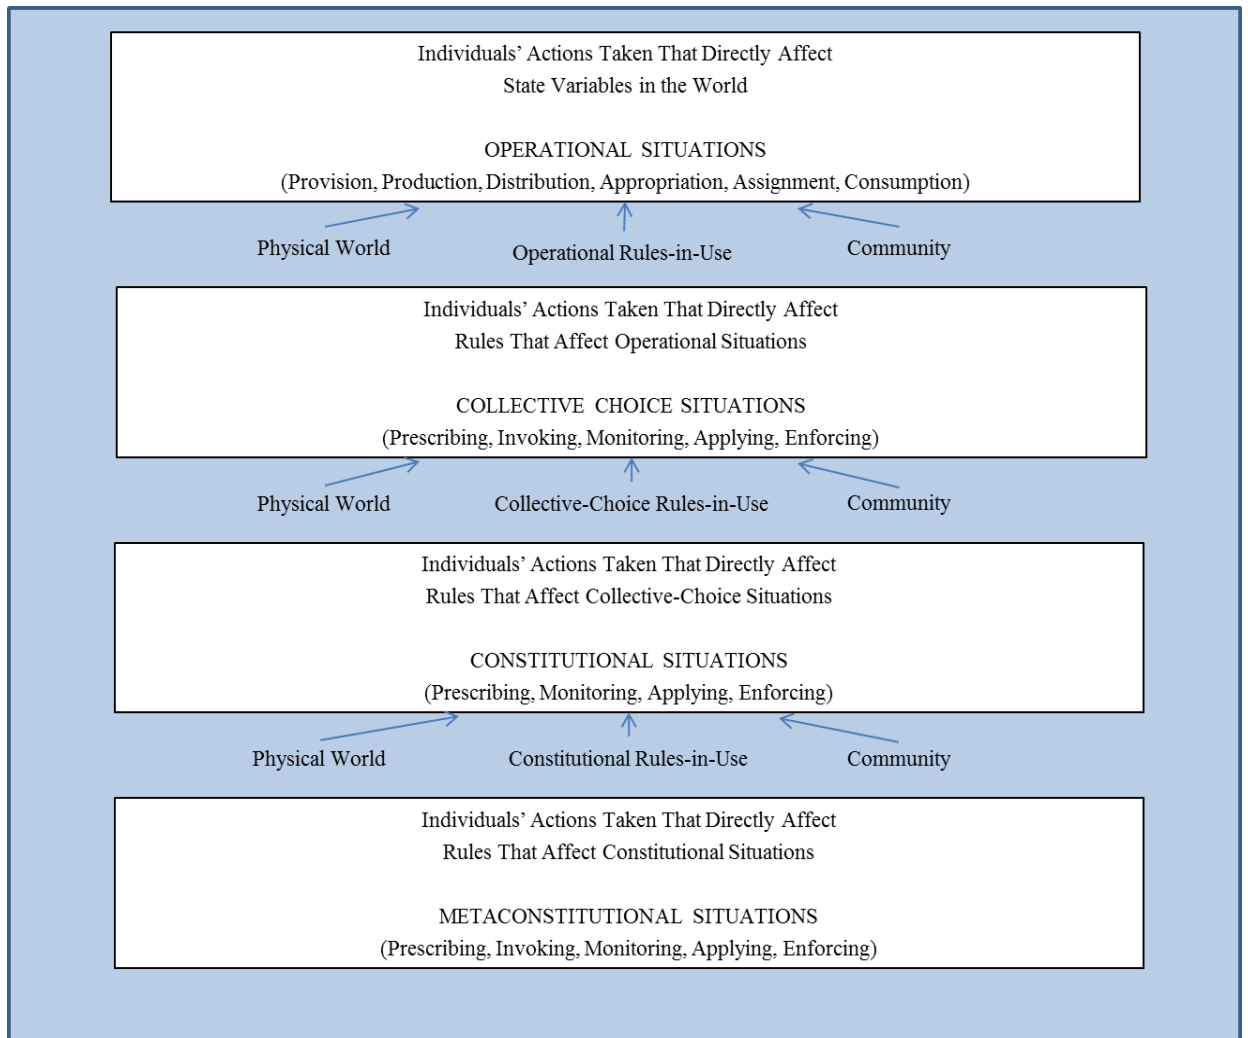 Individuals’ Actions Taken That Directly Affect
State Variables in the World
OPERATIONAL SITUATIONS
(Provision, Production, Distribution, Appropriation, Assignment, Consumption)
Physical World
Operational Rules-in-Use
Community
Individuals’ Actions Taken That Directly Affect
Rules That Affect Operational Situations
COLLECTIVE CHOICE SITUATIONS
(Prescribing, Invoking, Monitoring, Applying, Enforcing)
Physical World
Collective-Choice Rules-in-Use
Community
Individuals’ Actions Taken That Directly Affect
Rules That Affect Collective-Choice Situations
CONSTITUTIONAL SITUATIONS
(Prescribing, Monitoring, Applying, Enforcing)
Physical World
Constitutional Rules-in-Use
Community
Individuals’ Actions Taken That Directly Affect
Rules That Affect Constitutional Situations
METACONSTITUTIONAL SITUATIONS
(Prescribing, Invoking, Monitoring, Applying, Enforcing)